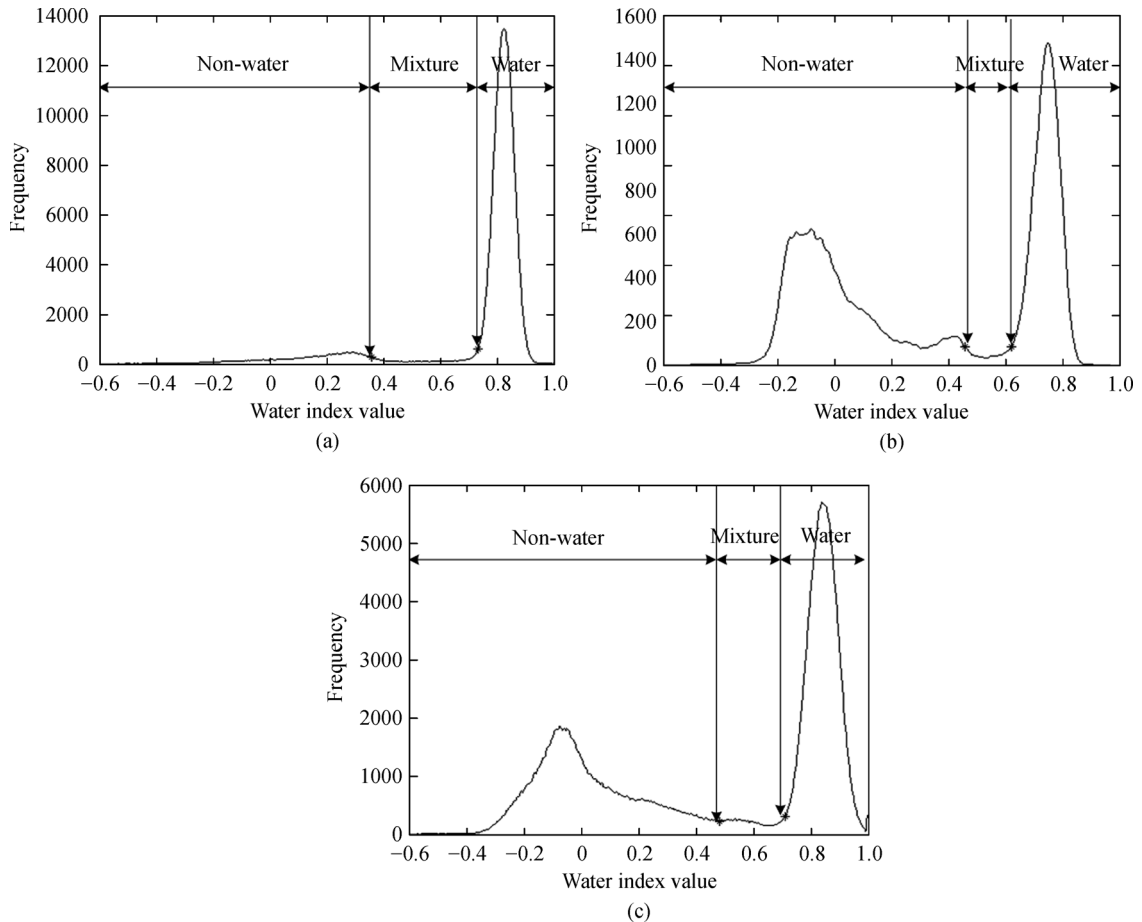 14000
12000
10000
8000
6000
4000
2000
0
Frequency
Non-water
Mixture
Water
−0.6 −0.4 −0.2 0 0.2 0.4 0.6 0.8 1.0
Water index value
(a)
1600
1400
1200
1000
800
600
400
200
0
Frequency
Non-water
Mixture
Water
−0.6 −0.4 −0.2 0 0.2 0.4 0.6 0.8 1.0
Water index value
(b)
6000
5000
4000
3000
2000
1000
0
Frequency
Non-water
Mixture
Water
−0.6 −0.4 −0.2 0 0.2 0.4 0.6 0.8 1.0
Water index value
(c)